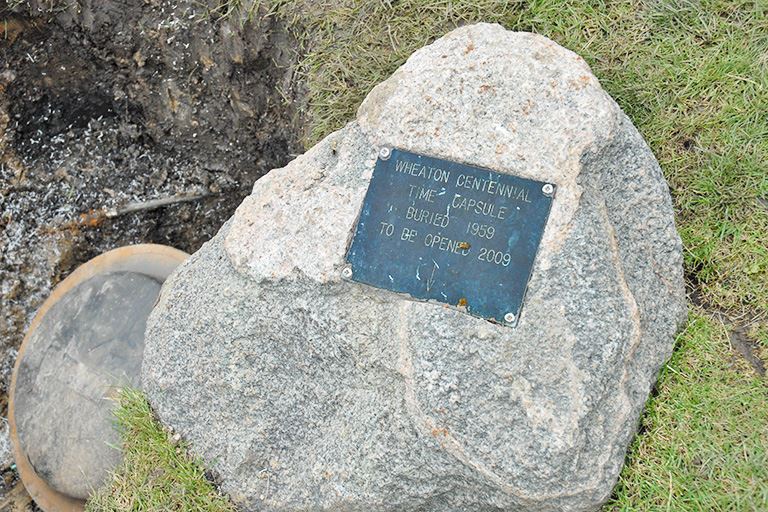 WHEATON CENTENNIAL
TIME CAPSULE
BURIED 1959
TO BE OPENED 2009